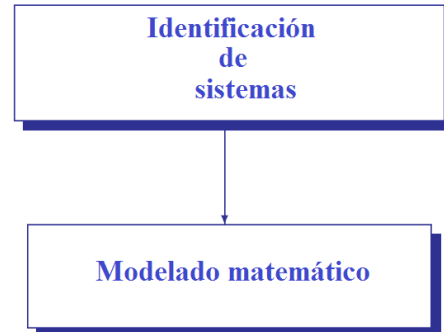 Identificación
de
sistemas
Modelado matemático